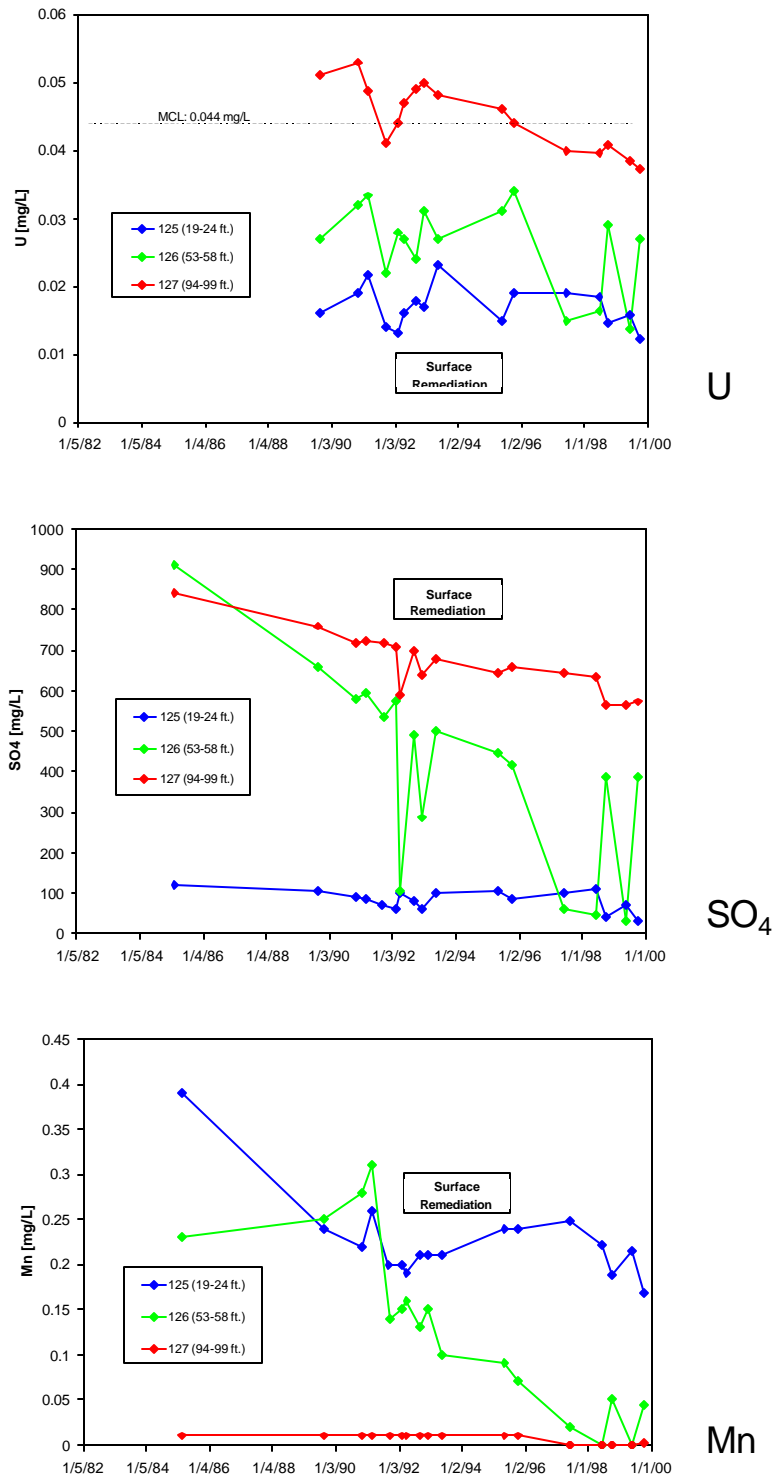 0.06
0.05
0.04
0.03
0.02
0.01
0
U [mg/L]
MCL: 0.044 mg/L
125 (19-24 ft.)
126 (53-58 ft.)
127 (94-99 ft.)
Surface
Remediation
1/5/82 1/5/84 1/4/86 1/4/88 1/3/90 1/3/92 1/2/94 1/2/96 1/1/98 1/1/00
U
1000
900
800
700
600
500
400
300
200
100
0
SO4 [mg/L]
Surface
Remediation
125 (19-24 ft.)
126 (53-58 ft.)
127 (94-99 ft.)
1/5/82 1/5/84 1/4/86 1/4/88 1/3/90 1/3/92 1/2/94 1/2/96 1/1/98 1/1/00
SO4
0.45
0.4
0.35
0.3
0.25
0.2
0.15
0.1
0.05
0
Mn [mg/L]
Surface
Remediation
125 (19-24 ft.)
126 (53-58 ft.)
127 (94-99 ft.)
1/5/82 1/5/84 1/4/86 1/4/88 1/3/90 1/3/92 1/2/94 1/2/96 1/1/98 1/1/00
Mn